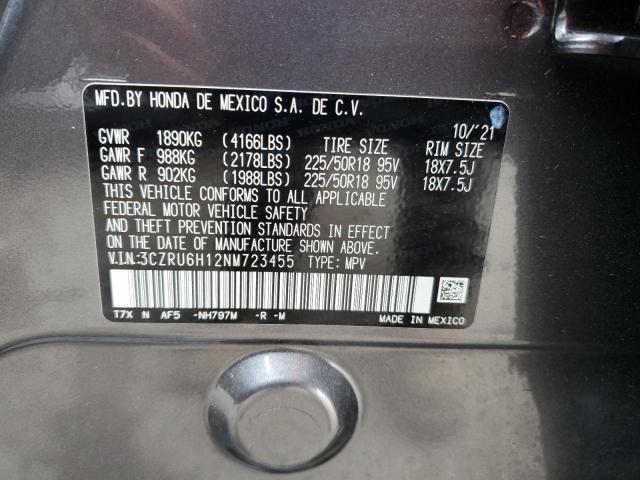 MFD.BY HONDA DE MEXICO S.A. DE C.V.
10/'21
GVWR 1890KG (4166LBS) TIRE SIZE RIM SIZE
GAWR F 988KG (2178LBS) 225/50R18 95V 18X7.5J
GAWR R 902KG (1988LBS) 225/50R18 95V 18X7.5J
THIS VEHICLE CONFORMS TO ALL APPLICABLE
FEDERAL MOTOR VEHICLE SAFETY
AND THEFT PREVENTION STANDARDS IN EFFECT
ON THE DATE OF MANUFACTURE SHOWN ABOVE.
V.I.N.:3CZRU6H12NM723455 TYPE: MPV
T7X N AF5 -NH797M -R -M
MADE IN MEXICO